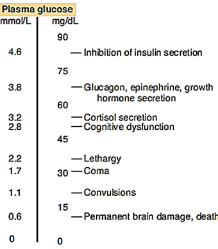 Plasma glucose
mmol/L mg/dL
90
4.6 Inhibition of insulin secretion
75
3.8 Glucagon, epinephrine, growth
hormone secretion
60
3.2 Cortisol secretion
2.8 Cognitive dysfunction
45
2.2 Lethargy
1.7 30 Coma
1.1 Convulsions
15
0.6 Permanent brain damage, death
0 0